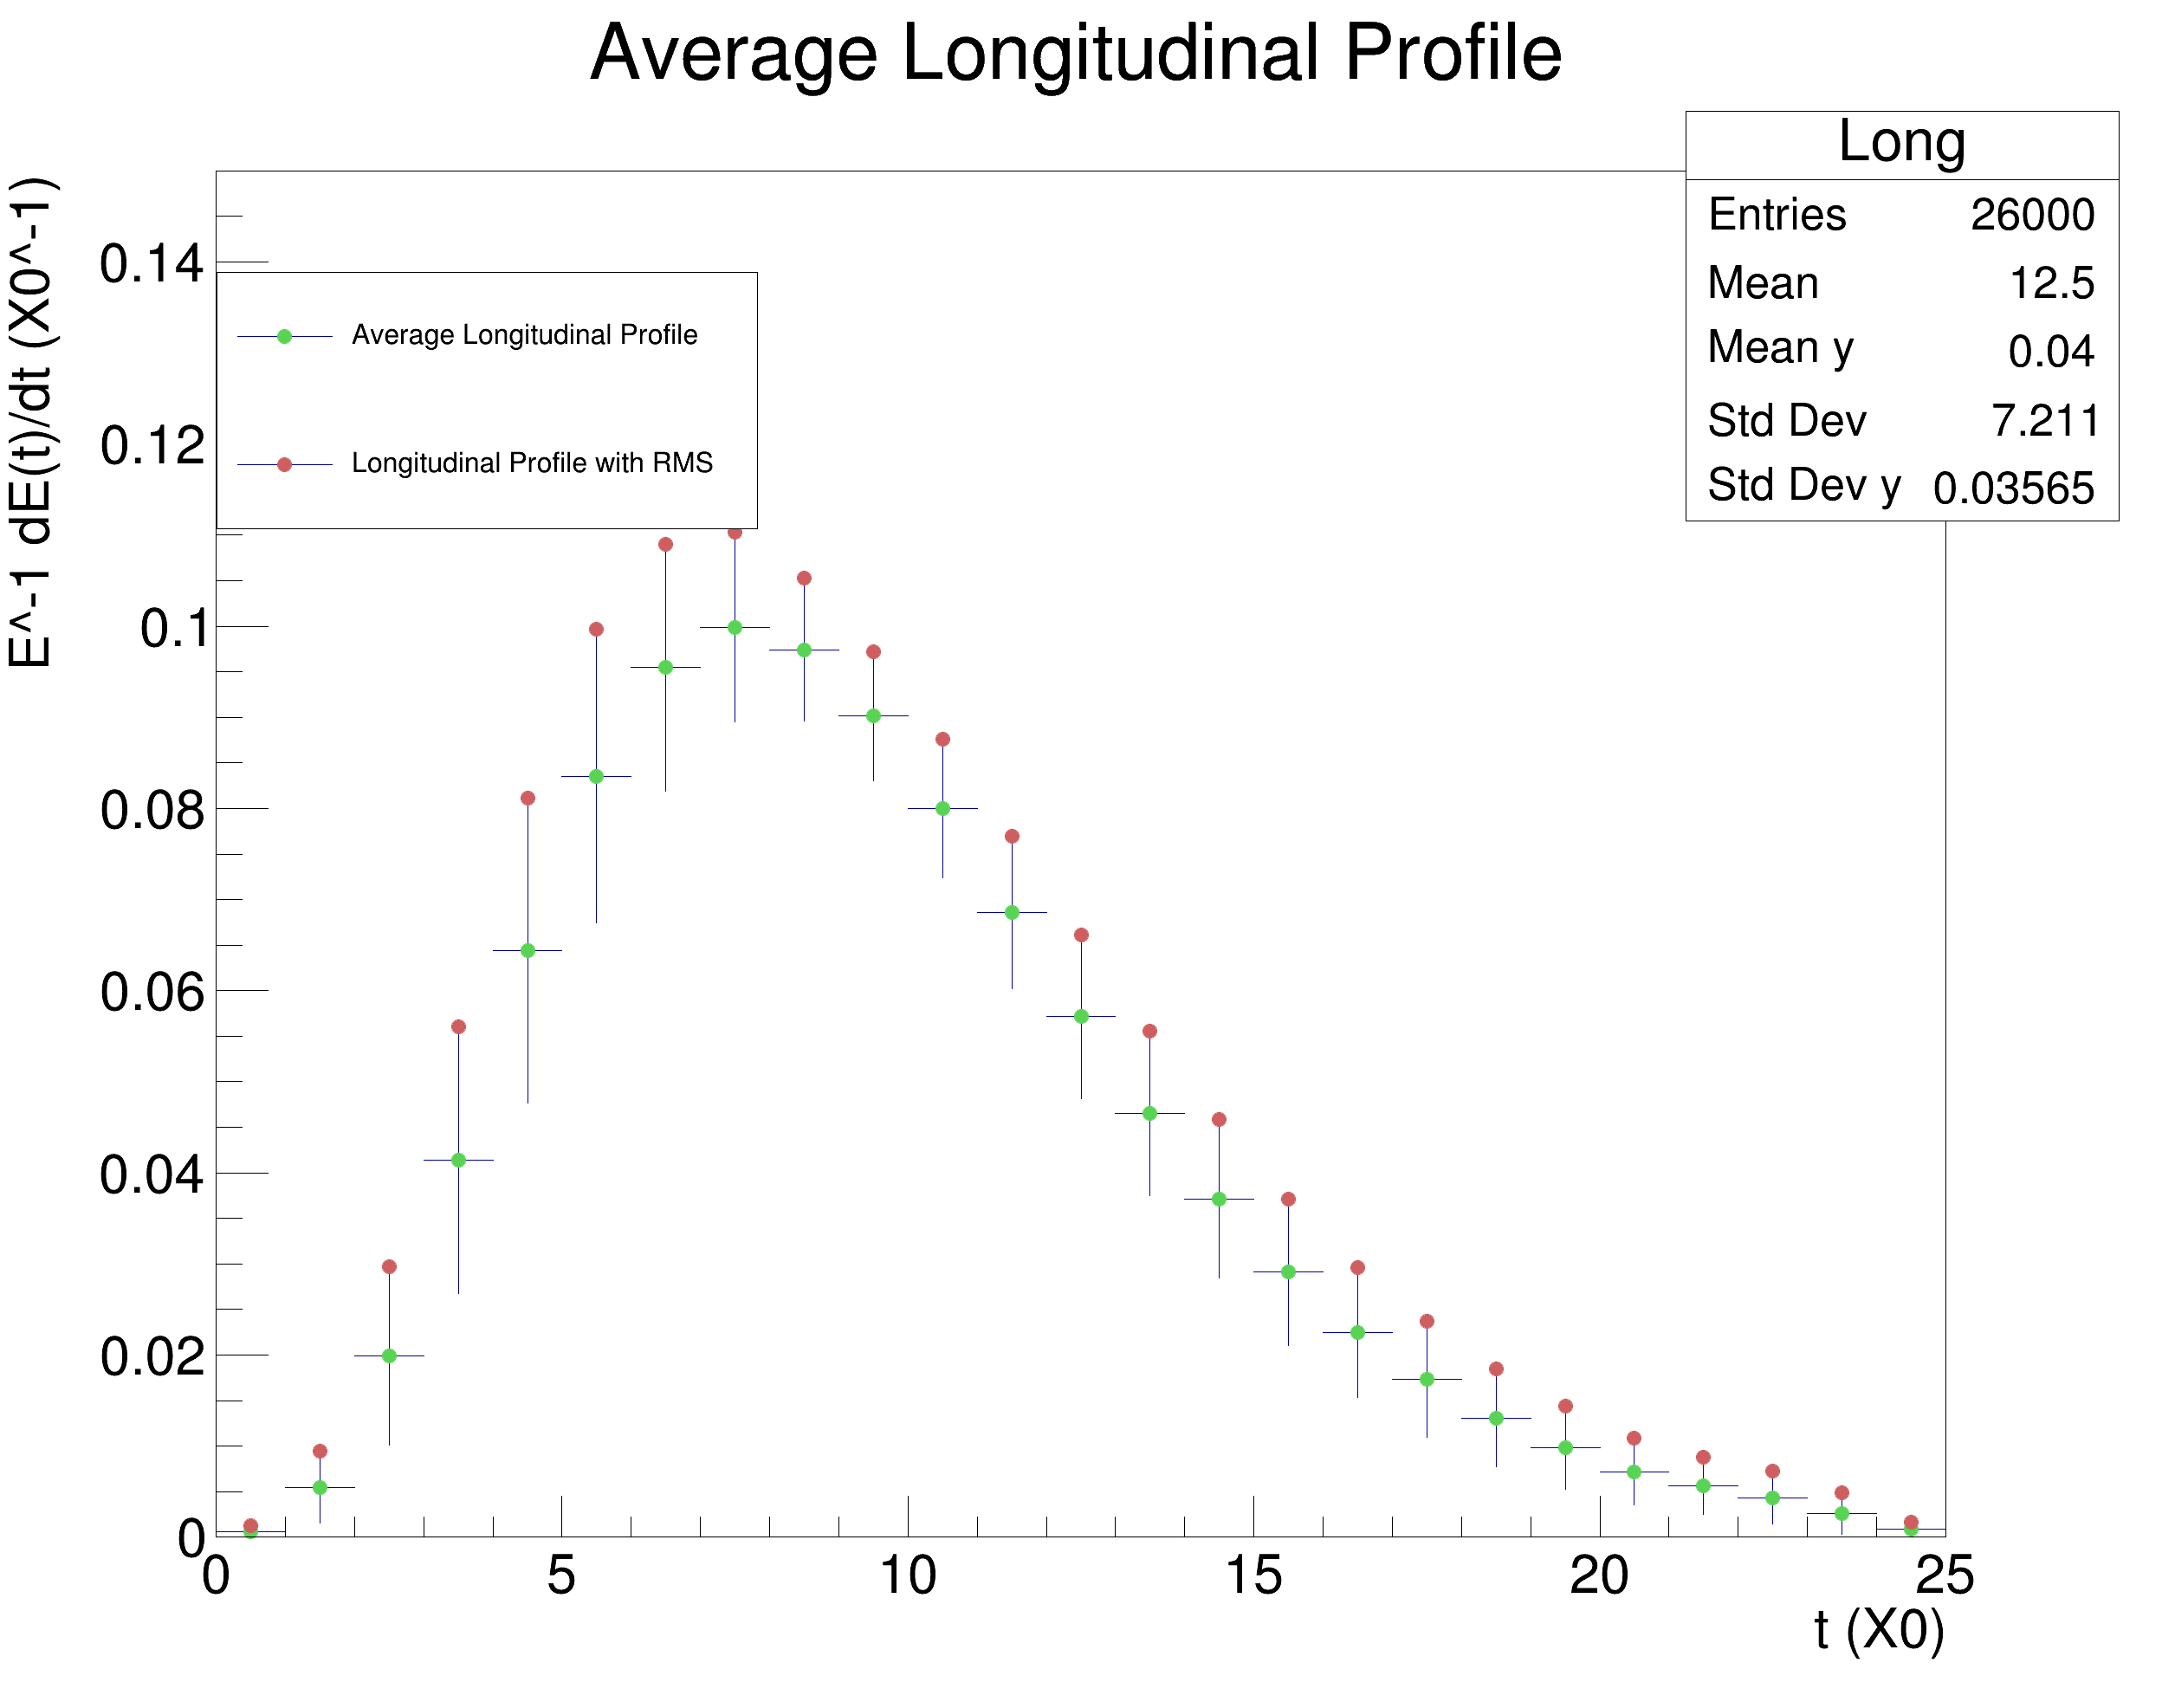 Average Longitudinal Profile
Long
Entries 26000
Mean 12.5
Mean y 0.04
Std Dev 7.211
Std Dev y 0.03565
E^-1 dE(t)/dt (X0^-1)
0.14
0.12
0.1
0.08
0.06
0.04
0.02
0
Average Longitudinal Profile
Longitudinal Profile with RMS
0 5 10 15 20 25
t (X0)